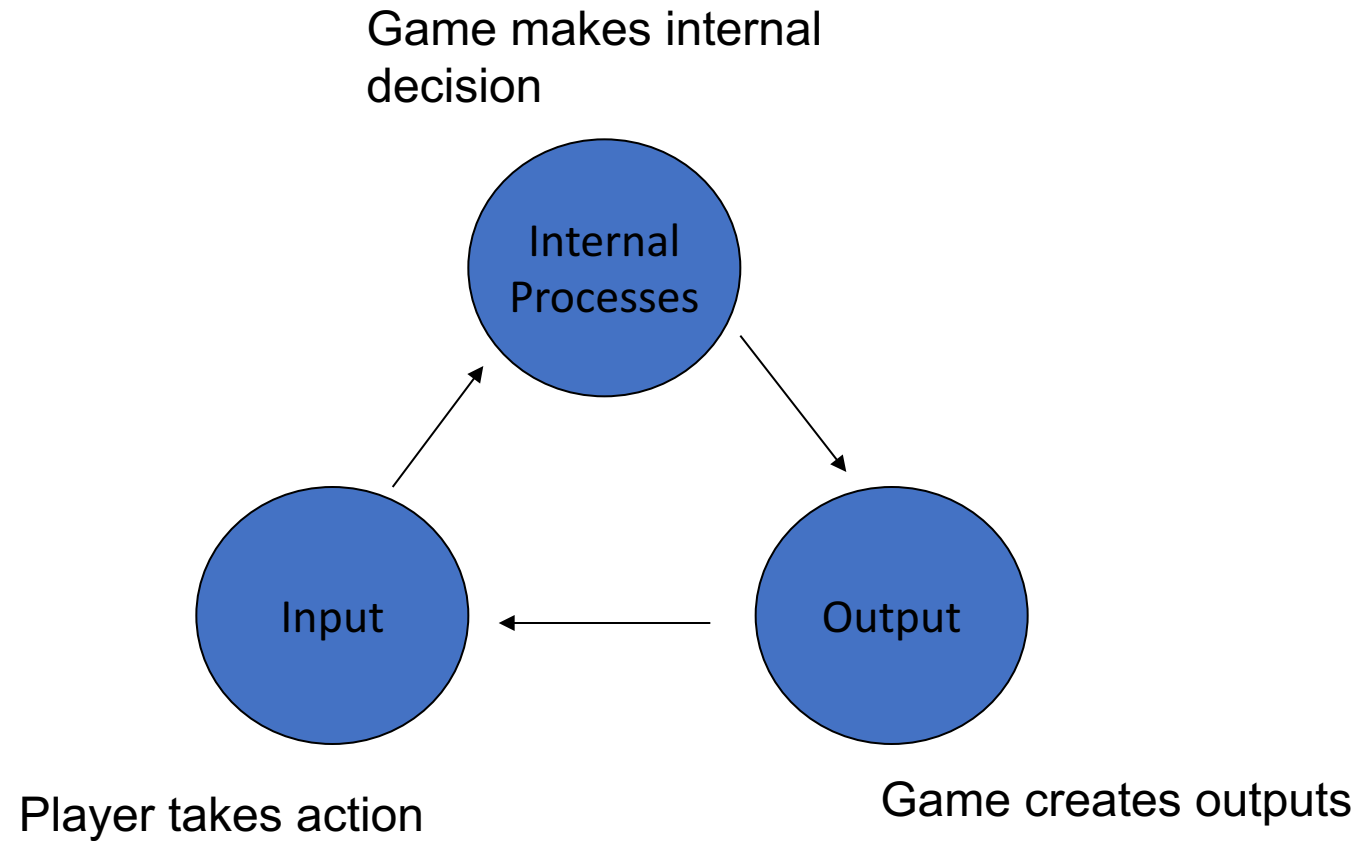 Game makes internal
decision
Internal
Processes
Input
Output
Player takes action
Game creates outputs